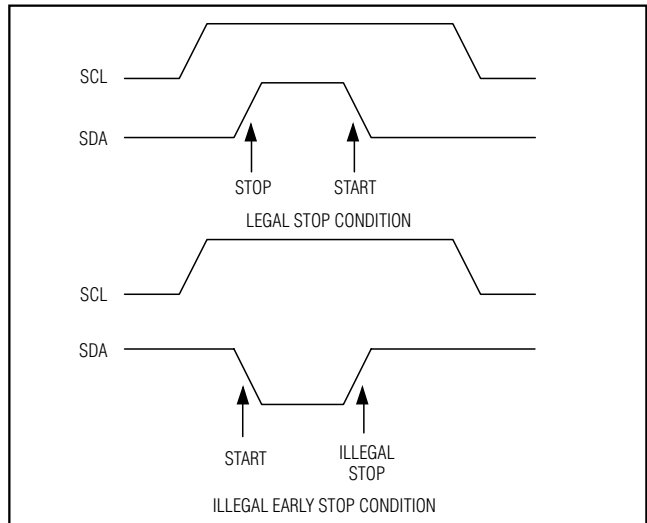 SCL
SDA
STOP START
LEGAL STOP CONDITION
SCL
SDA
START ILLEGAL
STOP
ILLEGAL EARLY STOP CONDITION